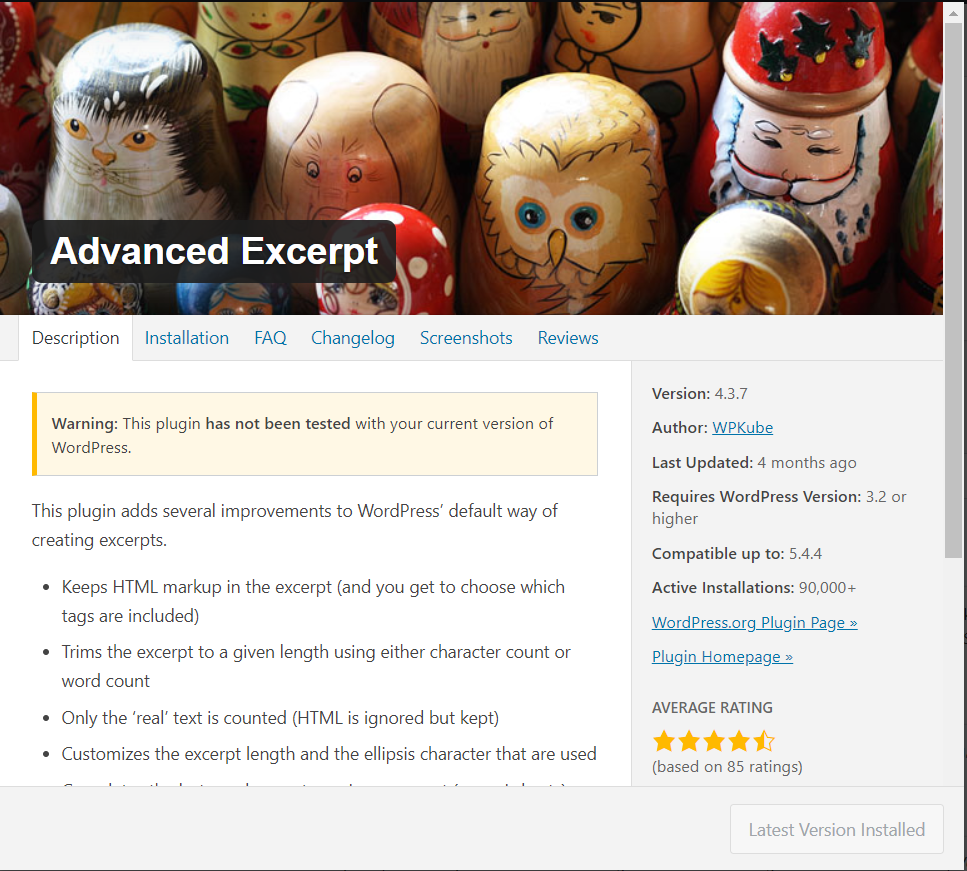 Advanced Excerpt
Description
Installation
FAQ
Changelog
Screenshots
Reviews
Warning: This plugin has not been tested with your current version of
WordPress.
This plugin adds several improvements to WordPress’ default way of
creating excerpts.
• Keeps HTML markup in the excerpt (and you get to choose which
tags are included)
• Trims the excerpt to a given length using either character count or
word count
• Only the ‘real’ text is counted (HTML is ignored but kept)
• Customizes the excerpt length and the ellipsis character that are used
Version: 4.3.7
Author: WPKube
Last Updated: 4 months ago
Requires WordPress Version: 3.2 or
higher
Compatible up to: 5.4.4
Active Installations: 90,000+
WordPress.org Plugin Page »
Plugin Homepage »
AVERAGE RATING
(based on 85 ratings)
Latest Version Installed